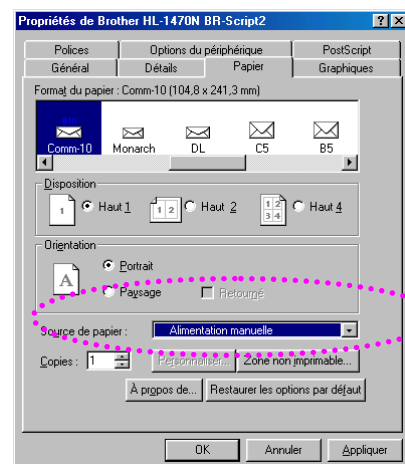 Propriétés de Brother HL-1470N BR-Script2
Polices Options du périphérique PostScript
Général Détails Papier Graphiques
Format du papier : Comm-10 (104,8 x 241,3 mm)
Comm-10 Monarch DL C5 B5
Disposition
1 Haut 1 1 2 Haut 2 1 2 3 4 Haut 4
Orientation
A Portrait
Paysage Retourné
Source de papier : Alimentation manuelle
Copies : 1 Personnaliser... Zone non imprimable...
À propos de... Restaurer les options par défaut
OK Annuler Appliquer